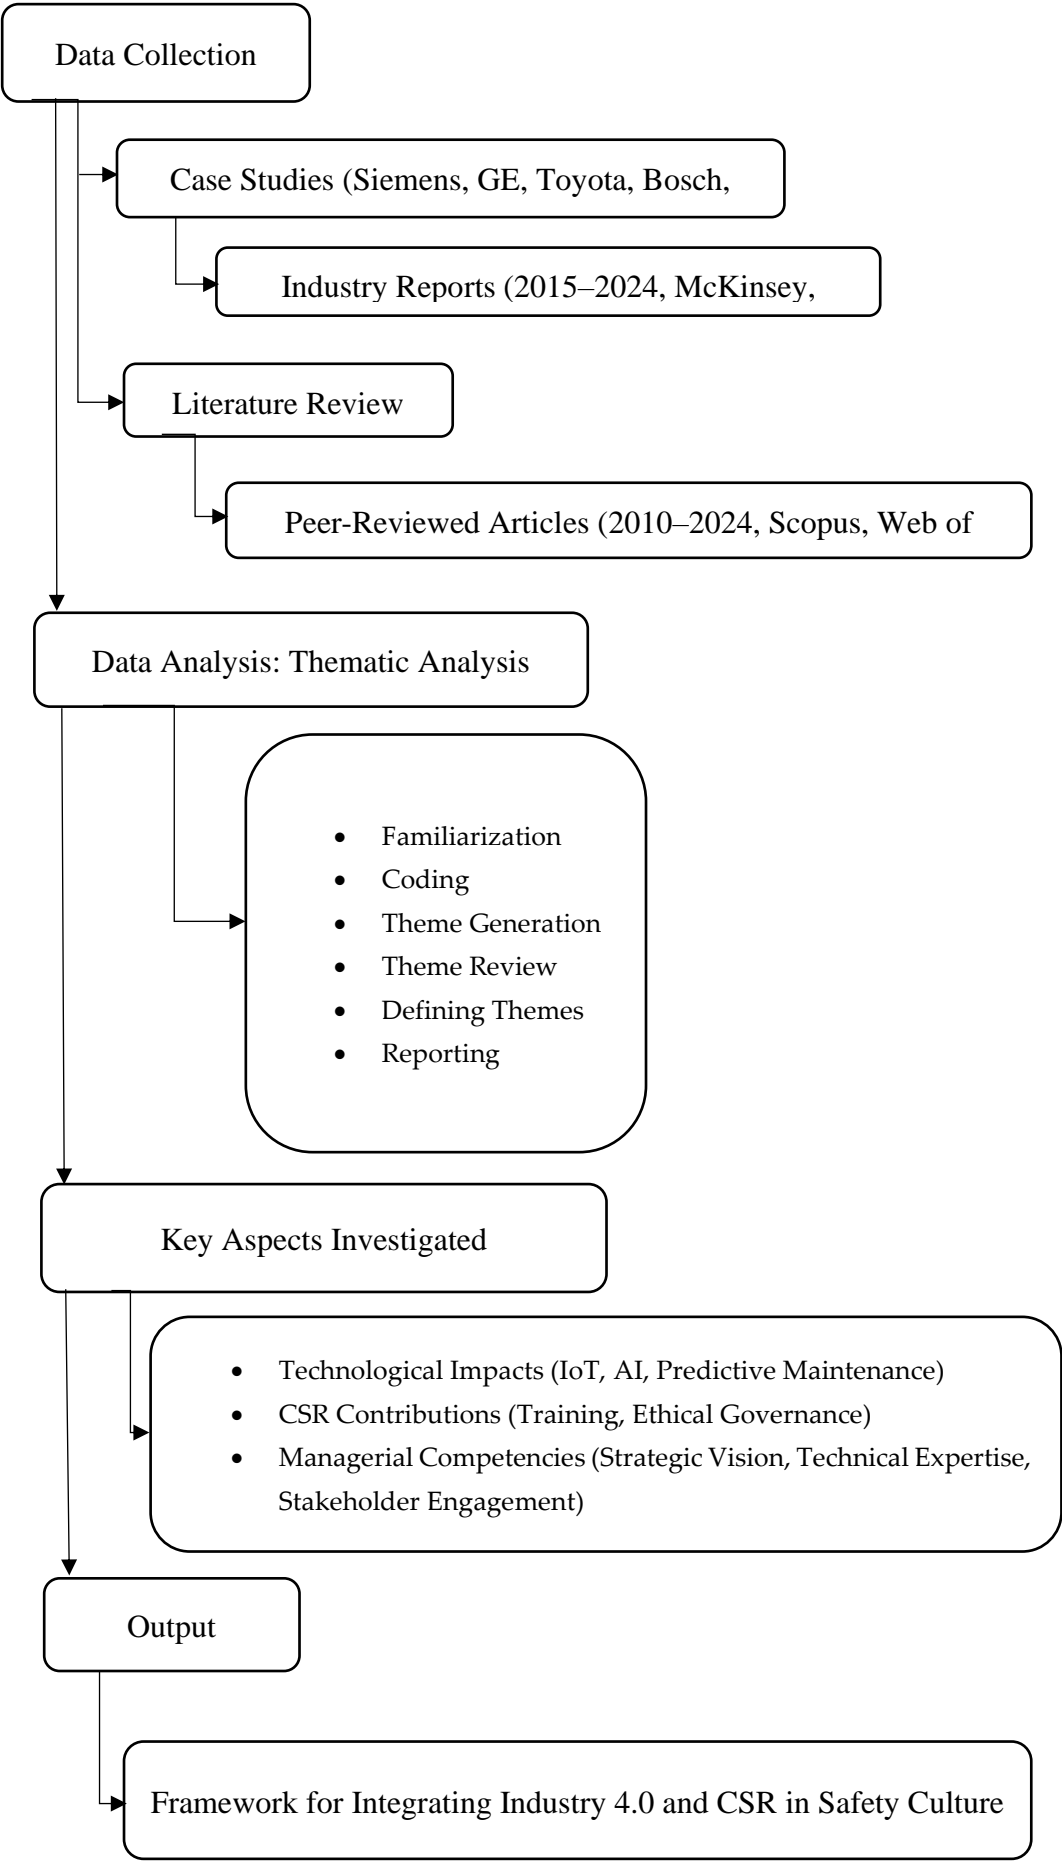 Data Collection
Case Studies (Siemens, GE, Toyota, Bosch,
Industry Reports (2015–2024, McKinsey,
Literature Review
Peer-Reviewed Articles (2010–2024, Scopus, Web of
Data Analysis: Thematic Analysis
• Familiarization
• Coding
• Theme Generation
• Theme Review
• Defining Themes
• Reporting
Key Aspects Investigated
• Technological Impacts (IoT, AI, Predictive Maintenance)
• CSR Contributions (Training, Ethical Governance)
• Managerial Competencies (Strategic Vision, Technical Expertise,
Stakeholder Engagement)
Output
Framework for Integrating Industry 4.0 and CSR in Safety Culture